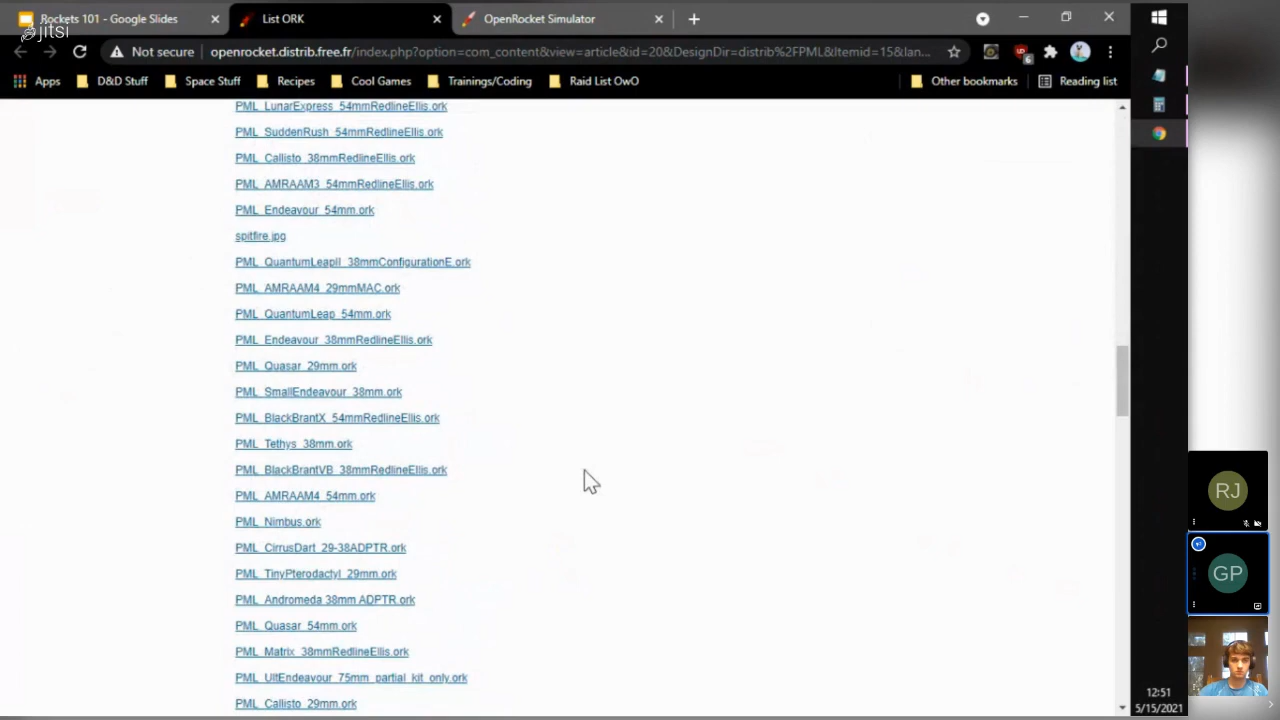 Rockets 101 - Google Slides
List ORK
OpenRocket Simulator
jitsi
Not secure
openrocket.distrib.free.fr/index.php?option=com_content&view=article&id=20&DesignDir=distrib%2FPML&Itemid=15&lan...
6
Apps
D&D Stuff
Space Stuff
Recipes
Cool Games
Trainings/Coding
Raid List OwO
Other bookmarks
Reading list
PML_LunarExpress_54mmRedlineEllis.ork
PML_SuddenRush_54mmRedlineEllis.ork
PML_Callisto_38mmRedlineEllis.ork
PML_AMRAAM3_54mmRedlineEllis.ork
PML_Endeavour_54mm.ork
spitfire.jpg
PML_QuantumLeapII_38mmConfigurationE.ork
PML_AMRAAM4_29mmMAC.ork
PML_QuantumLeap_54mm.ork
PML_Endeavour_38mmRedlineEllis.ork
PML_Quasar_29mm.ork
PML_SmallEndeavour_38mm.ork
PML_BlackBrantX_54mmRedlineEllis.ork
PML_Tethys_38mm.ork
PML_BlackBrantVB_38mmRedlineEllis.ork
PML_AMRAAM4_54mm.ork
PML_Nimbus.ork
PML_CirrusDart_29-38ADPTR.ork
PML_TinyPterodactyl_29mm.ork
PML_Andromeda 38mm ADPTR.ork
PML_Quasar_54mm.ork
PML_Matrix_38mmRedlineEllis.ork
PML_UltEndeavour_75mm_partial_kit_only.ork
PML_Callisto_29mm.ork
RJ
GP
12:51
5/15/2021